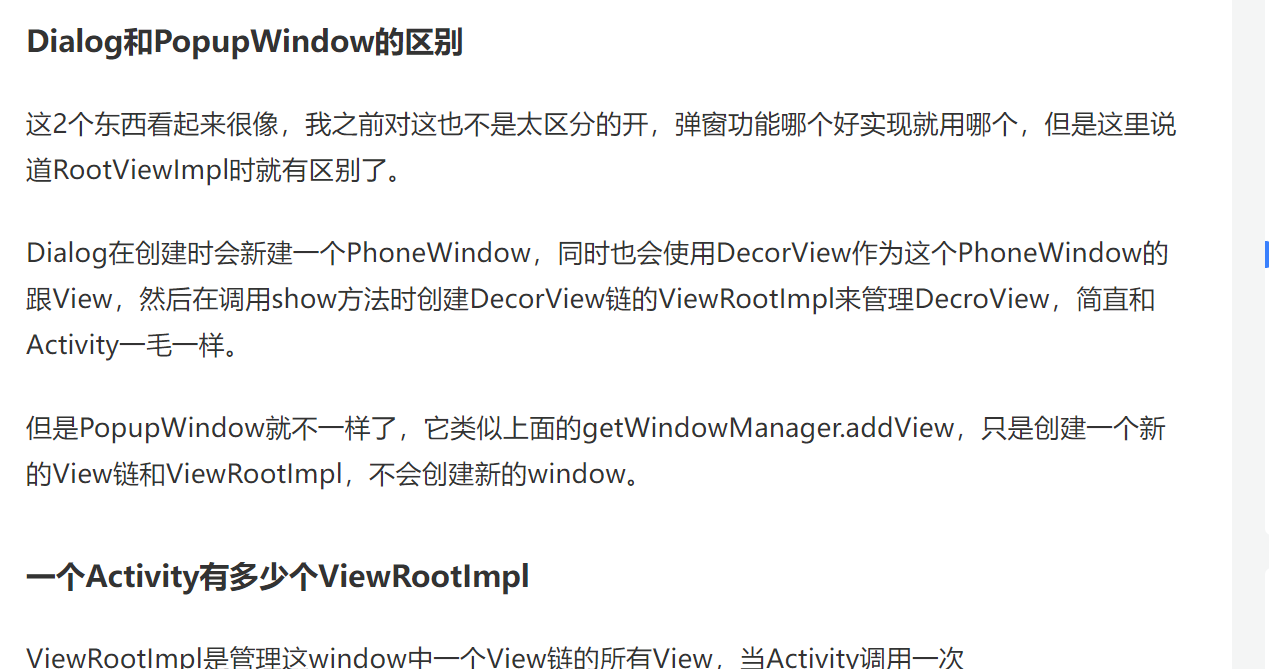 Dialog和PopupWindow的区别
这2个东西看起来很像，我之前对这也不是太区分的开，弹窗功能哪个好实现就用哪个，但是这里说
道RootViewImpl时就有区别了。
Dialog在创建时会新建一个PhoneWindow，同时也会使用DecorView作为这个PhoneWindow的
跟View，然后在调用show方法时创建DecorView链的ViewRootImpl来管理DecroView，简直和
Activity一毛一样。
但是PopupWindow就不一样了，它类似上面的getWindowManager.addView，只是创建一个新
的View链和ViewRootImpl，不会创建新的window。
一个Activity有多少个ViewRootImpl
ViewRootImpl是管理这window中一个View链的所有View，当Activity调用一次